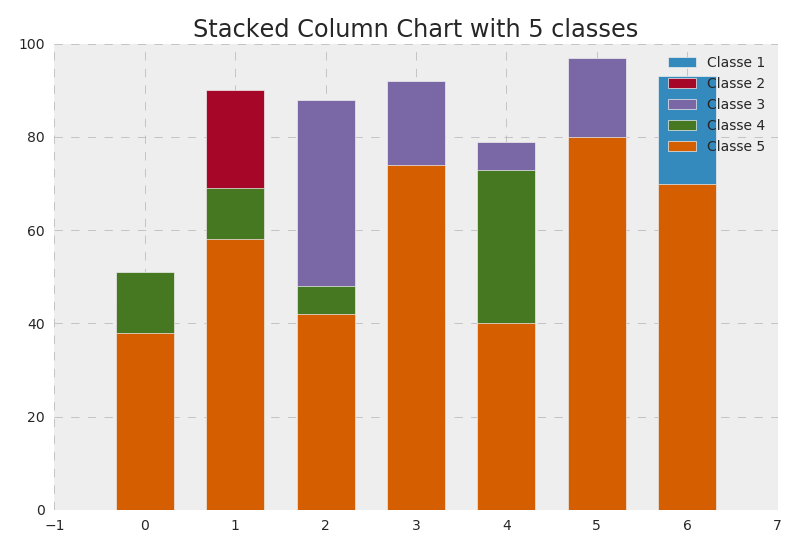 Stacked Column Chart with 5 classes
100
80
60
40
20
0
Classe 1
Classe 2
Classe 3
Classe 4
Classe 5
−1 0 1 2 3 4 5 6 7